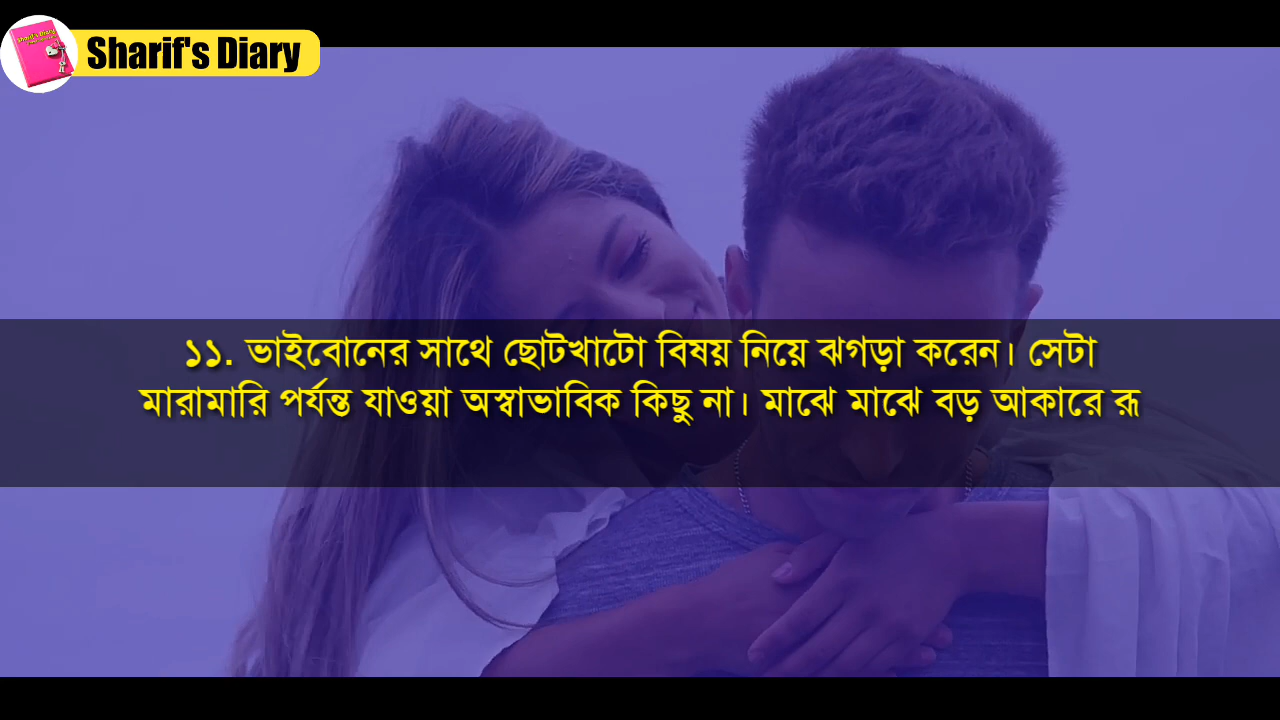 Sharif's Diary
১১. ভাইবোনের সাথে ছোটখাটো বিষয় নিয়ে ঝগড়া করেন। সেটা
মারামারি পর্যন্ত যাওয়া অস্বাভাবিক কিছু না। মাঝে মাঝে বড় আকারে রূ